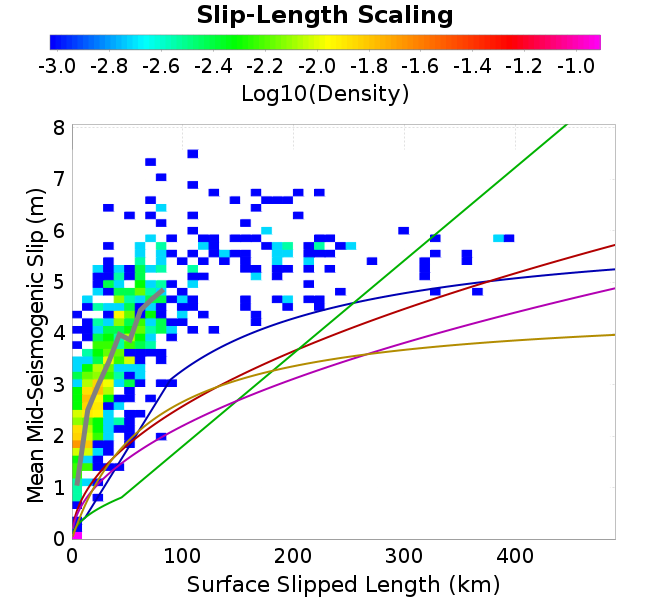 Slip-Length Scaling
-3.0 -2.8 -2.6 -2.4 -2.2 -2.0 -1.8 -1.6 -1.4 -1.2 -1.0
Log10(Density)
8
7
6
5
4
3
2
1
0
Mean Mid-Seismogenic Slip (m)
0 100 200 300 400
Surface Slipped Length (km)